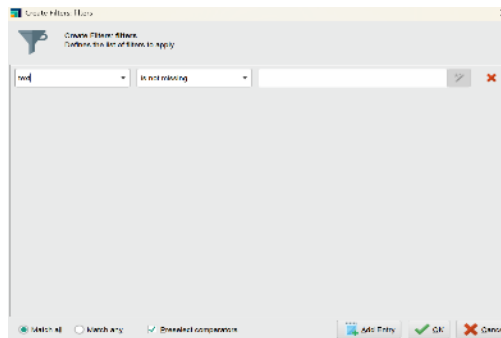 Create Filters: filters
Create Filters: filters
Defines the list of filters to apply
text is not missing
Match all Match any Preselect comparators Add Entry OK Cance